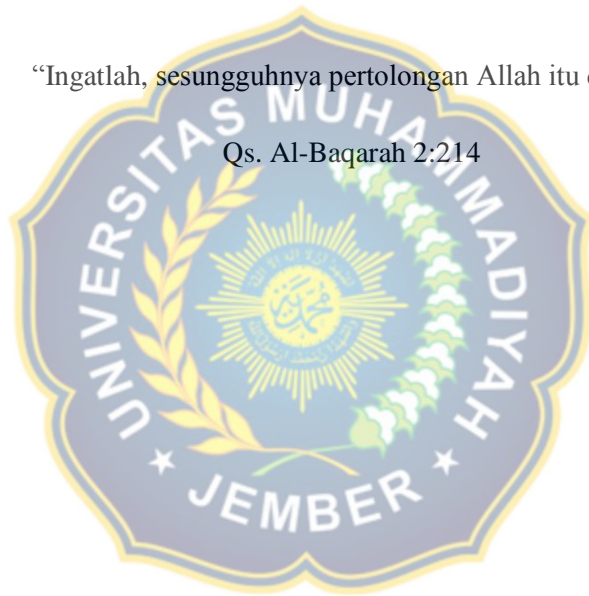 “Ingatlah, sesungguhnya pertolongan Allah itu
Qs. Al-Baqarah 2:214
UNIVERSITAS MUHAMMADIYAH
JEMBER